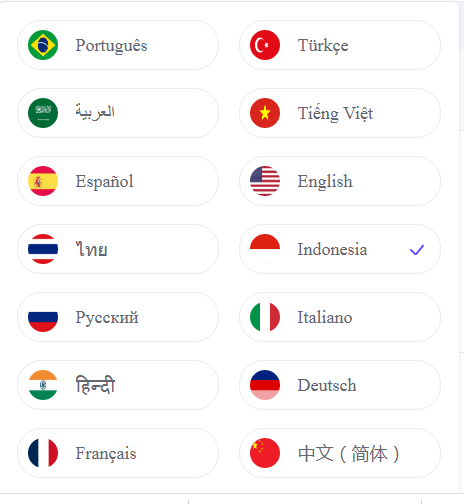 Português
Türkçe
العربية
Tiếng Việt
Español
English
ไทย
Indonesia
Русский
Italiano
हिन्दी
Deutsch
Français
中文（简体）